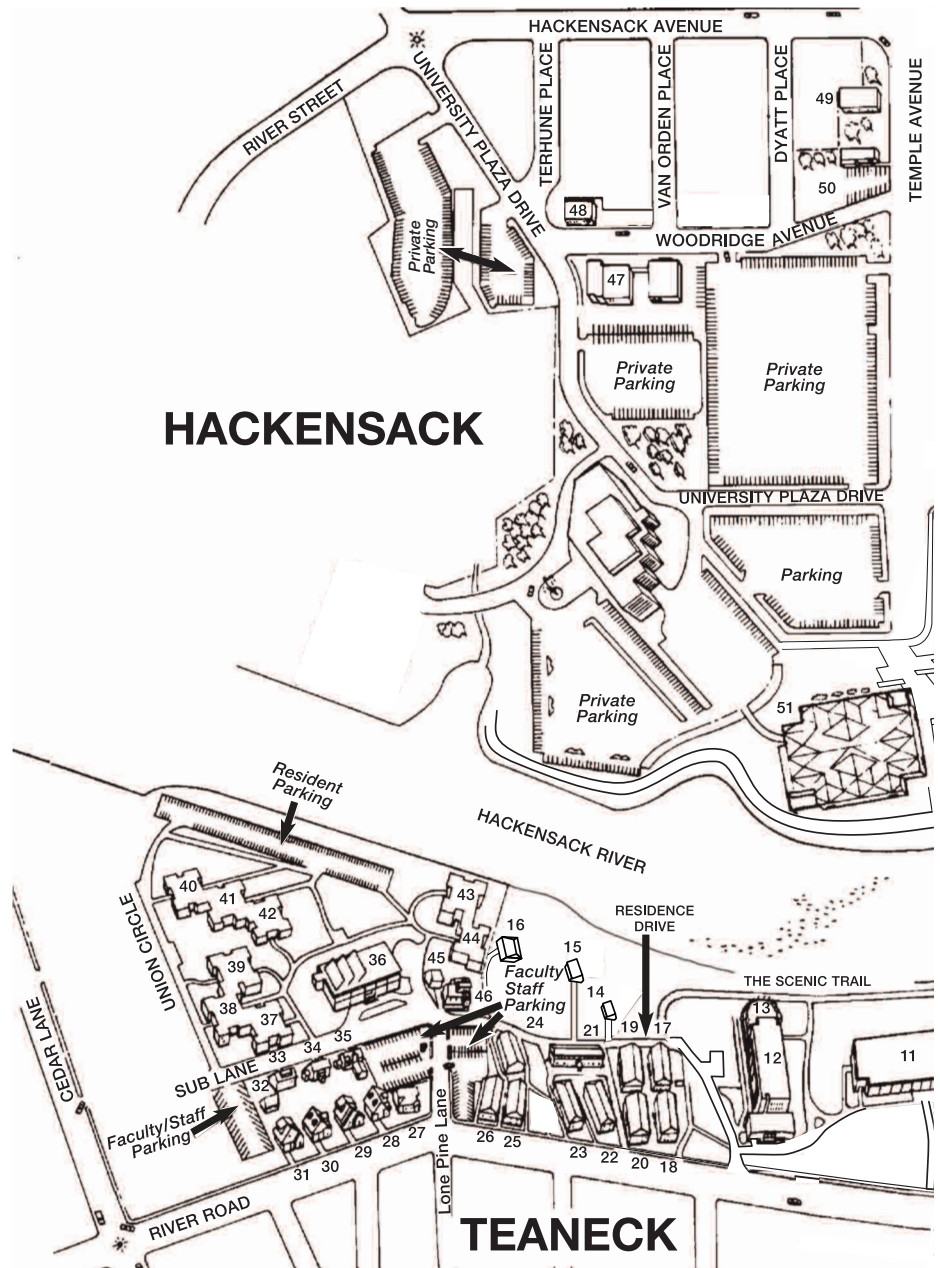 HACKENSACK AVENUE
RIVER STREET
UNIVERSITY PLAZA DRIVE
TERHUNE PLACE
VAN ORDEN PLACE
DYATT PLACE
TEMPLE AVENUE
49
50
48
WOODRIDGE AVENUE
Private
Parking
47
Private
Parking
Private
Parking
HACKENSACK
UNIVERSITY PLAZA DRIVE
Parking
51
Private
Parking
Resident
Parking
HACKENSACK RIVER
40
41
42
43
44
16
15
14
RESIDENCE
DRIVE
UNION CIRCLE
39
38
37
36
45
46
Faculty
Staff
Parking
24
21
19
17
THE SCENIC TRAIL
13
12
11
CEDAR LANE
SUB LANE
33
34
35
32
Faculty/Staff
Parking
31
30
29
28
27
Lone Pine Lane
26
25
23
22
20
18
RIVER ROAD
TEANECK